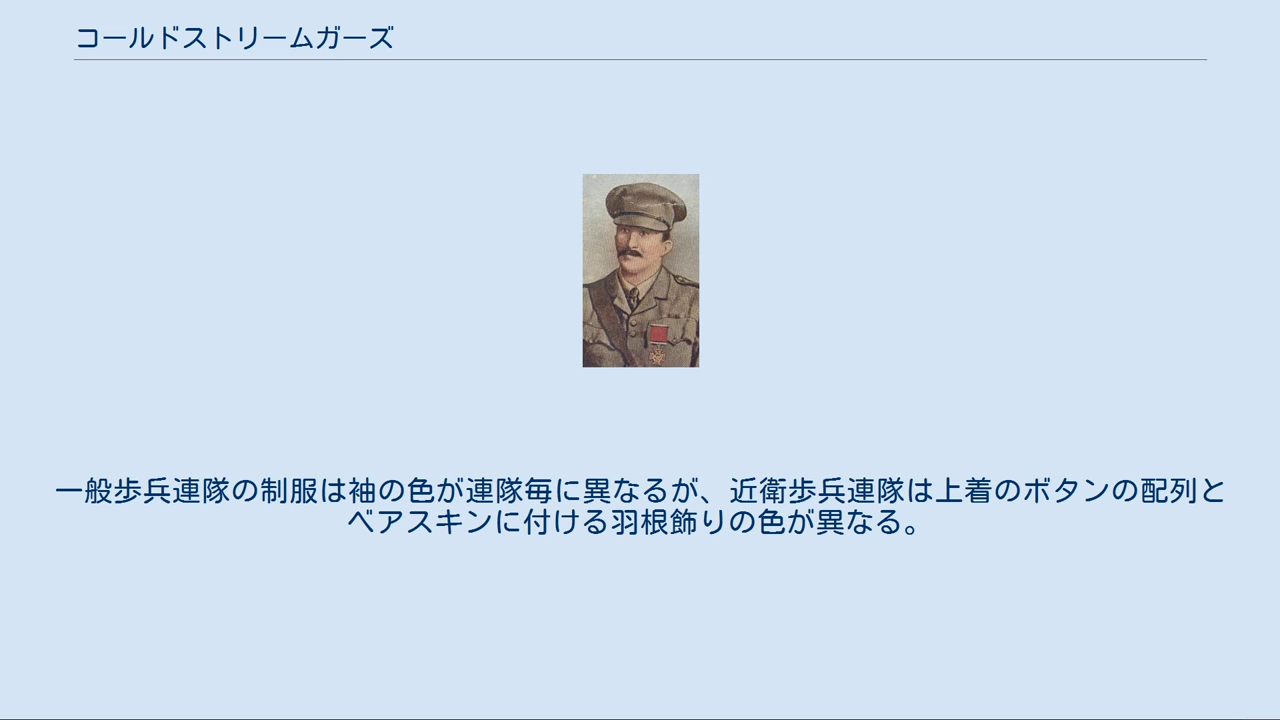 コールドストリームガーズ
一般歩兵連隊の制服は袖の色が連隊毎に異なるが、近衛歩兵連隊は上着のボタンの配列と
ベアスキンに付ける羽根飾りの色が異なる。